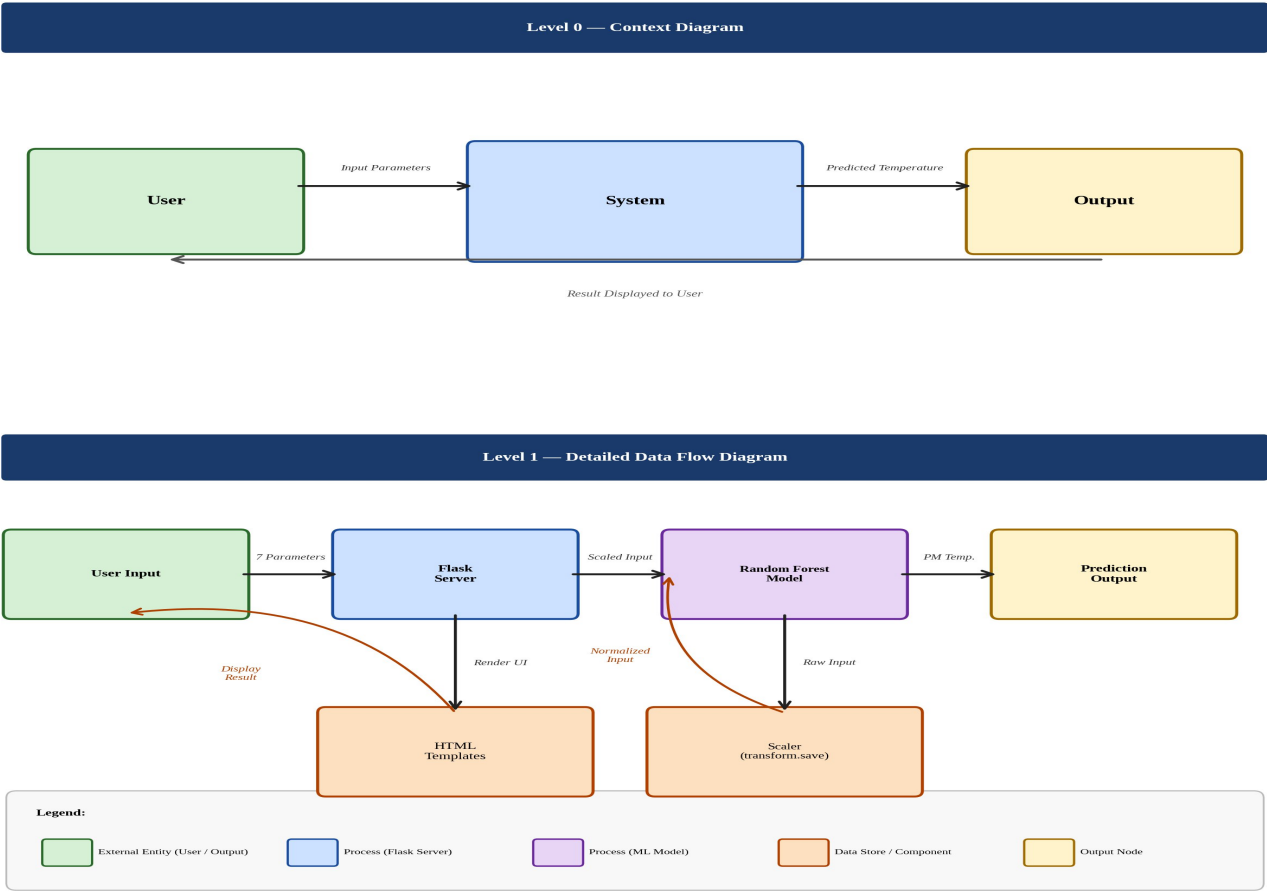 Level 0 — Context Diagram
Input Parameters
Predicted Temperature
User
System
Output
Result Displayed to User
Level 1 — Detailed Data Flow Diagram
User Input
7 Parameters
Flask
Server
Scaled Input
Random Forest
Model
PM Temp.
Prediction
Output
Display
Result
Render UI
Normalized
Input
Raw Input
HTML
Templates
Scaler
(transform.save)
Legend:
External Entity (User / Output)
Process (Flask Server)
Process (ML Model)
Data Store / Component
Output Node